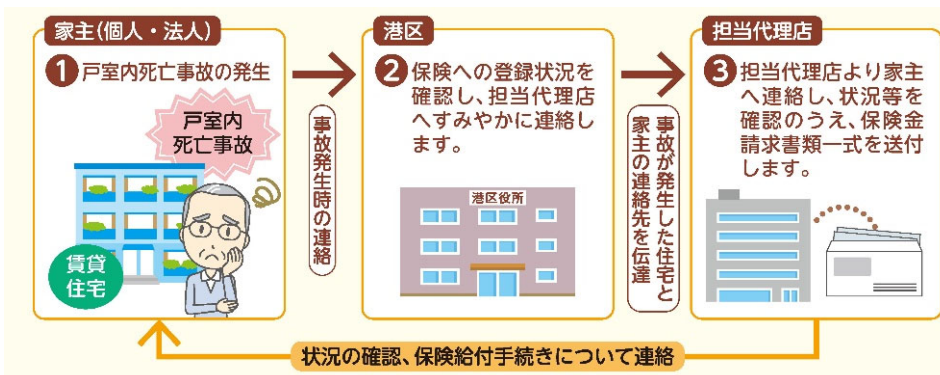 家主(個人・法人)
❶戸室内死亡事故の発生
戸室内
死亡事故
賃貸
住宅
事故発生時の連絡
港区
❷保険への登録状況を
確認し、担当代理店
へすみやかに連絡し
ます。
港区役所
事故が発生した住宅と
家主の連絡先を伝達
担当代理店
❸担当代理店より家主
へ連絡し、状況等を
確認のうえ、保険金
請求書類一式を送付
します。
状況の確認、保険給付手続きについて連絡